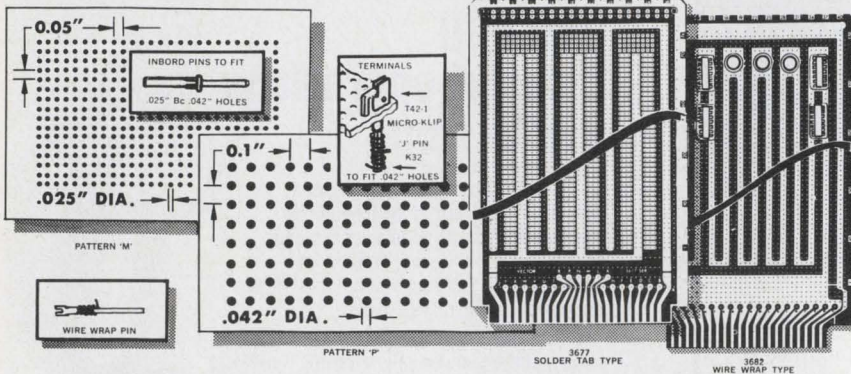 0.05"
INBORD PINS TO FIT
.025" Bc .042" HOLES
.025" DIA.
PATTERN 'M'
WIRE WRAP PIN
TERMINALS
T42-1
MICRO-KLIP
'J' PIN
K32
TO FIT .042" HOLES
0.1"
.042" DIA.
PATTERN 'P'
VECTOR
3677
SOLDER TAB TYPE
3682
WIRE WRAP TYPE